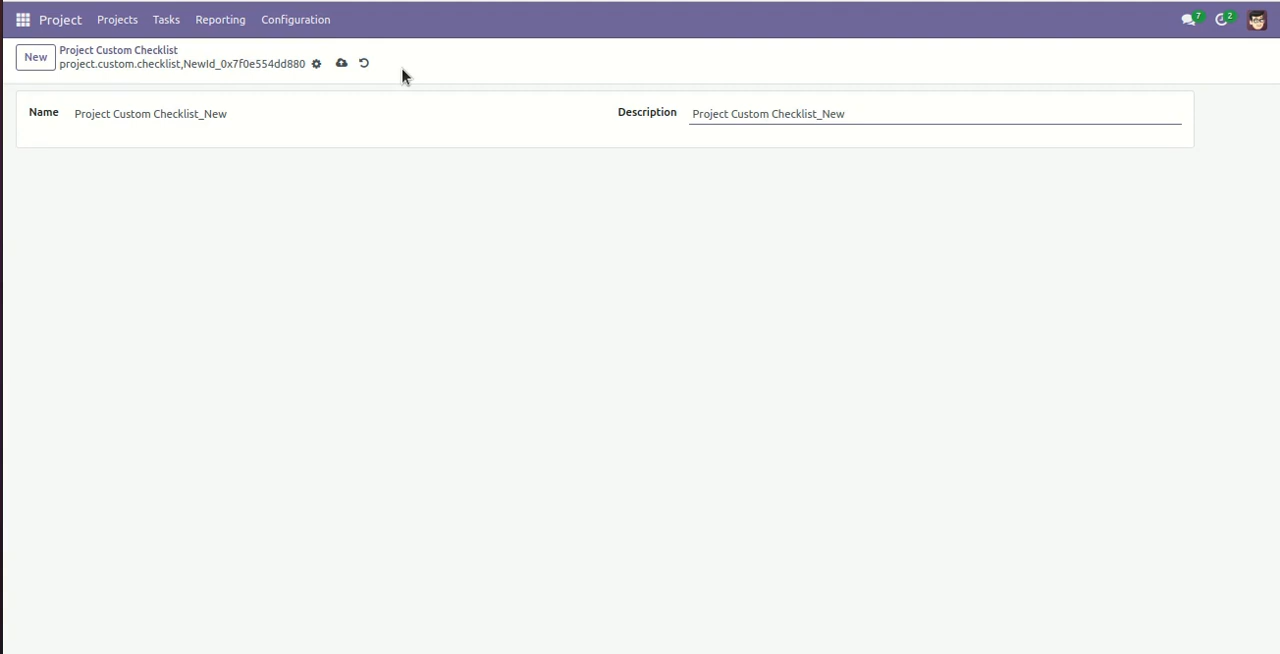 Project Projects Tasks Reporting Configuration 7 2
New Project Custom Checklist
project.custom.checklist,NewId_0x7f0e554dd880
Name Project Custom Checklist_New Description Project Custom Checklist_New